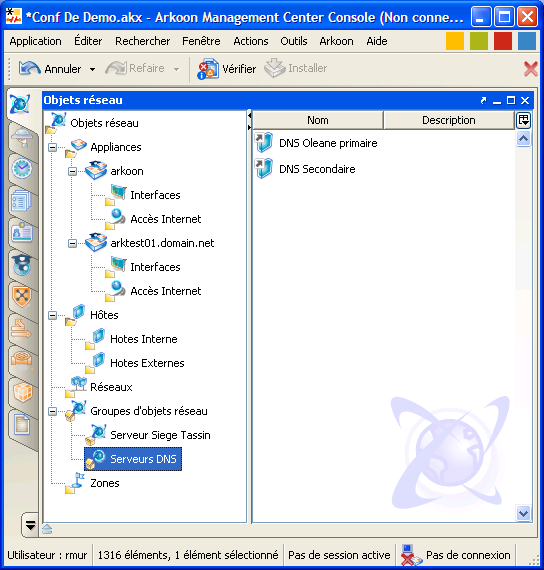 *Conf De Demo.akx - Arkoon Management Center Console (Non conne...
Application Éditer Rechercher Fenêtre Actions Outils Arkoon Aide
Annuler Refaire Vérifier Installer
Objets réseau
Objets réseau
Appliances
arkoon
Interfaces
Accès Internet
arktest01.domain.net
Interfaces
Accès Internet
Hôtes
Hotes Interne
Hotes Externes
Réseaux
Groupes d'objets réseau
Serveur Siege Tassin
Serveurs DNS
Zones
Nom Description
DNS Oleane primaire
DNS Secondaire
Utilisateur : rmur 1316 éléments, 1 élément sélectionné Pas de session active Pas de connexion